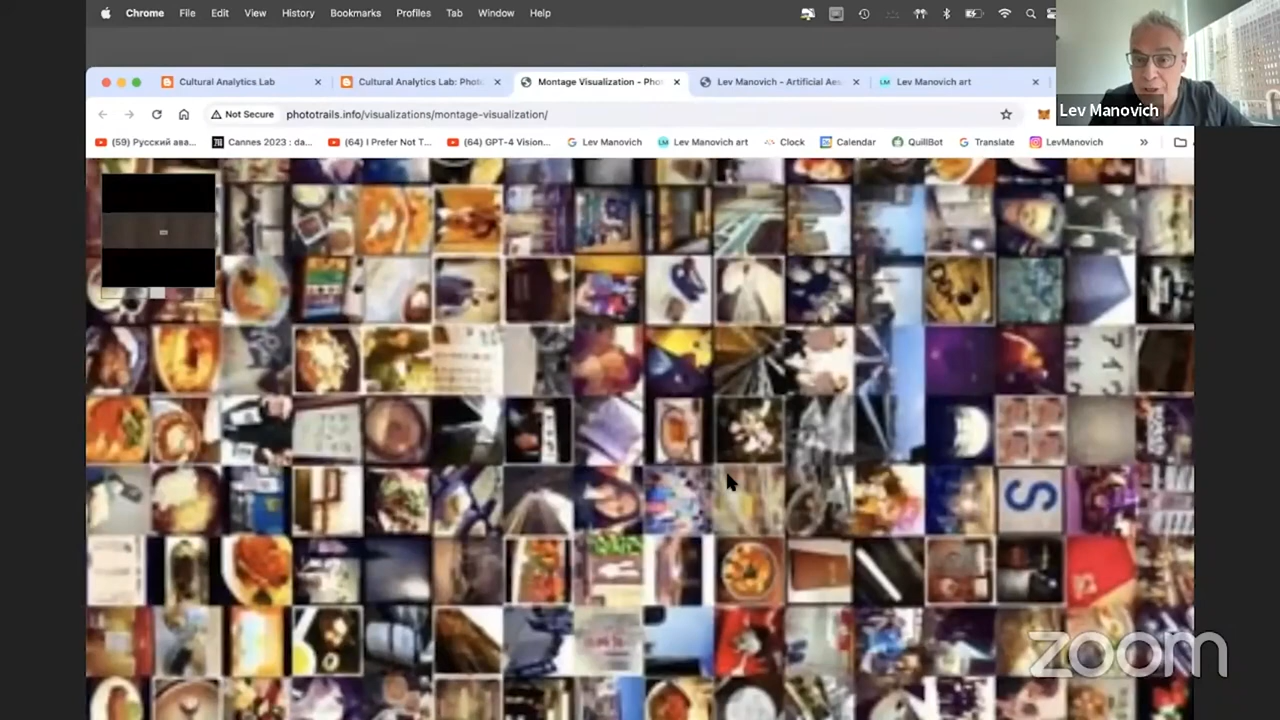 Chrome File Edit View History Bookmarks Profiles Tab Window Help
Cultural Analytics Lab
Cultural Analytics Lab: Phot
Montage Visualization - Pho
Lev Manovich - Artificial Aes
Lev Manovich art
Not Secure phototrails.info/visualizations/montage-visualization/
(59) Русский ава...
Cannes 2023 : da...
(64) I Prefer Not T...
(64) GPT-4 Vision...
Lev Manovich
Lev Manovich art
Clock
Calendar
QuillBot
Translate
LevManovich
Lev Manovich
S
zoom